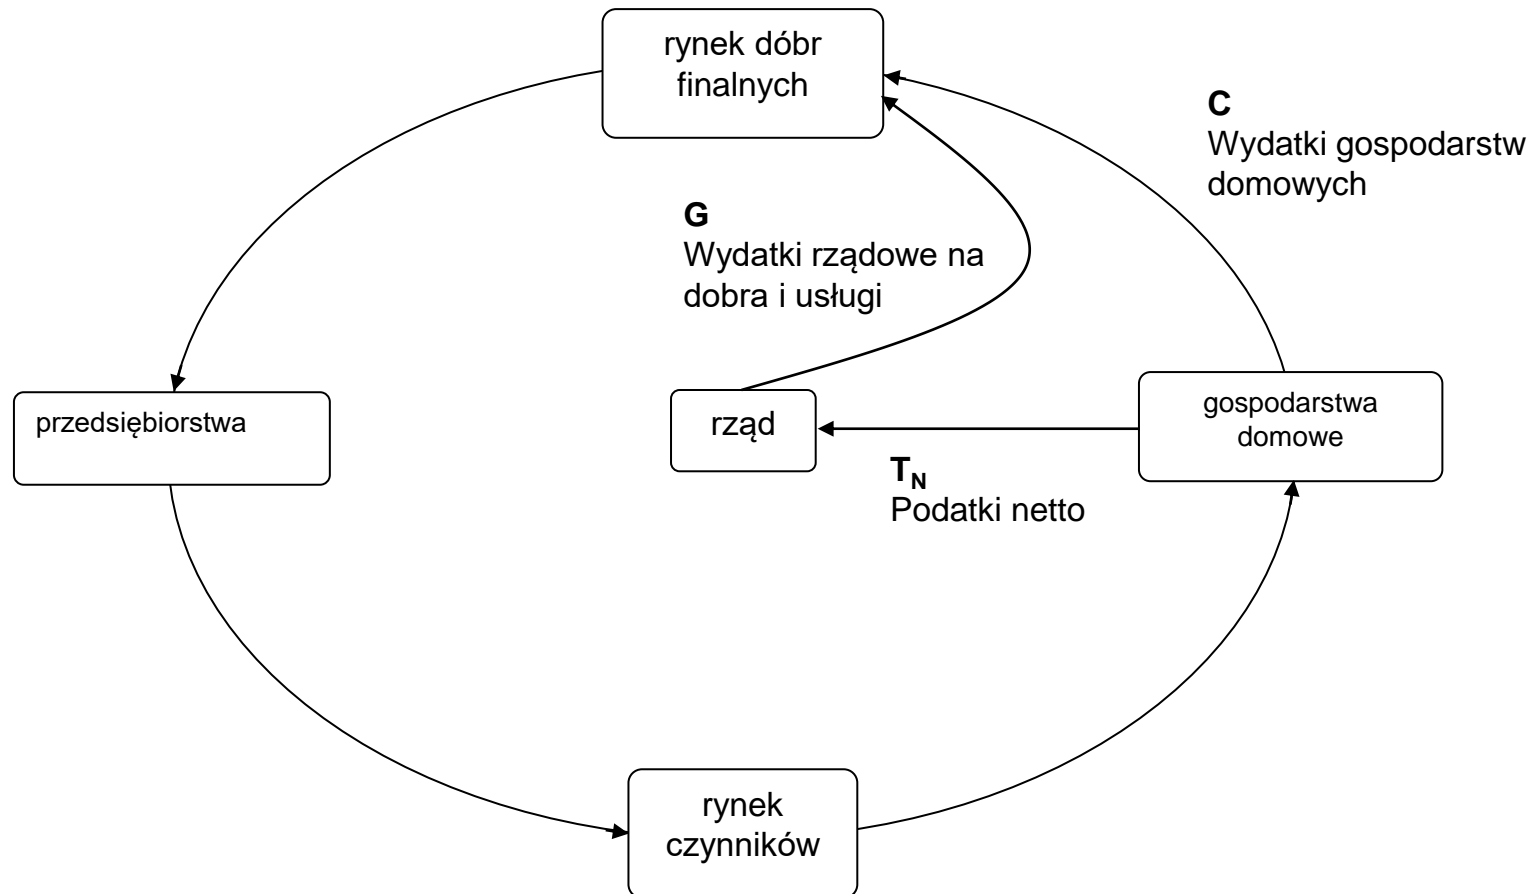 rynek dóbr
finalnych
C
Wydatki gospodarstw
domowych
G
Wydatki rządowe na
dobra i usługi
przedsiębiorstwa
rząd
gospodarstwa
domowe
TN
Podatki netto
rynek
czynników